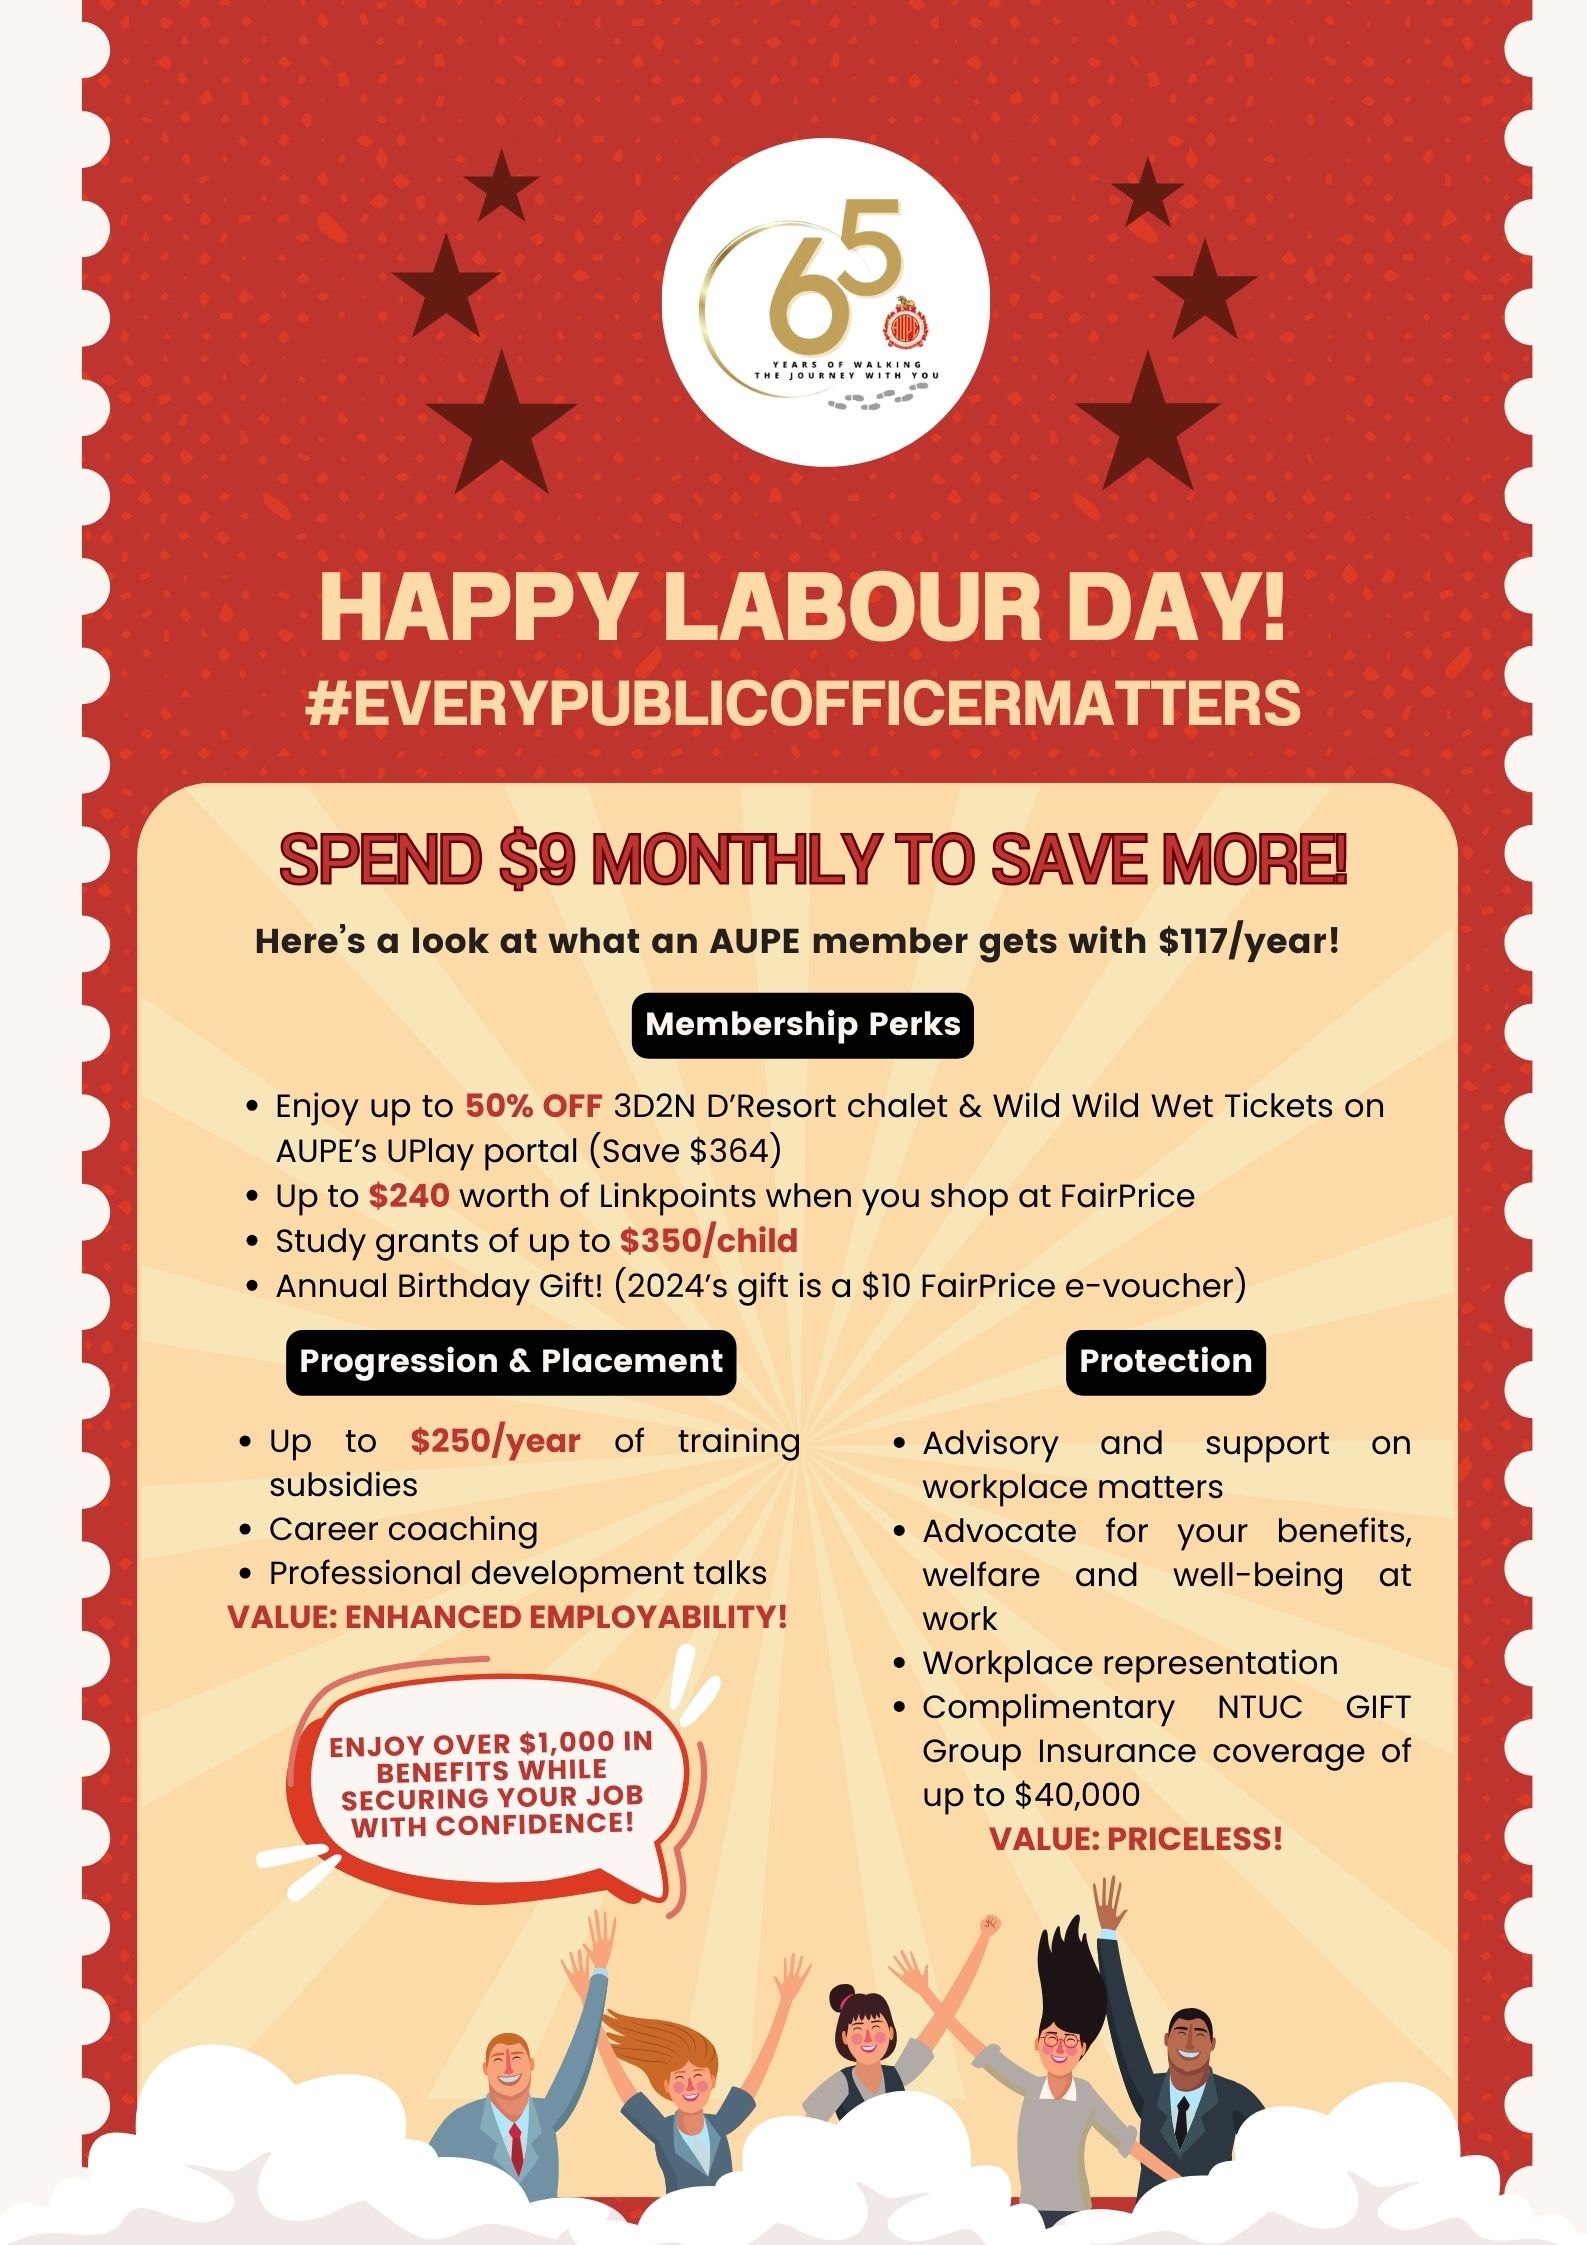 65
AUPE
YEARS OF WALKING
THE JOURNEY WITH YOU
HAPPY LABOUR DAY!
#EVERYPUBLICOFFICERMATTERS
SPEND $9 MONTHLY TO SAVE MORE!
Here's a look at what an AUPE member gets with $117/year!
Membership Perks
• Enjoy up to 50% OFF 3D2N D'Resort chalet & Wild Wild Wet Tickets on
AUPE's UPlay portal (Save $364)
• Up to $240 worth of Linkpoints when you shop at FairPrice
• Study grants of up to $350/child
• Annual Birthday Gift! (2024's gift is a $10 FairPrice e-voucher)
Progression & Placement
• Up to $250/year of training
subsidies
• Career coaching
• Professional development talks
VALUE: ENHANCED EMPLOYABILITY!
ENJOY OVER $1,000 IN
BENEFITS WHILE
SECURING YOUR JOB
WITH CONFIDENCE!
Protection
• Advisory and support on
workplace matters
• Advocate for your benefits,
welfare and well-being at
work
• Workplace representation
• Complimentary NTUC GIFT
Group Insurance coverage of
up to $40,000
VALUE: PRICELESS!